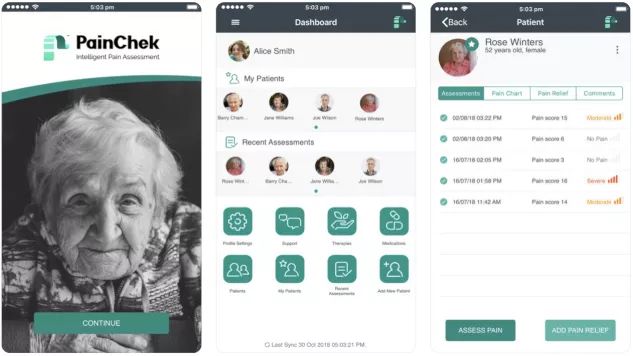 5:03 pm
PainChek
Intelligent Pain Assessment
CONTINUE
5:03 pm
Dashboard
Alice Smith
My Patients
Barry Cham... Jane Williams Joe Wilson Rose Winters
Recent Assessments
Rose Wint... Barry Cha... Jane Willia... Joe Wilson
Profile Settings Support Therapies Medications
Patients My Patients Recent Assessments Add New Patient
Last Sync 30 Oct 2018 05:03:21 PM.
5:03 pm
Back Patient
Rose Winters
52 years old, female
Assessments Pain Chart Pain Relief Comments
02/08/18 03:22 PM Pain score 15 Moderate
02/08/18 03:20 PM Pain score 6 No Pain
16/07/18 02:05 PM Pain score 3 No Pain
16/07/18 01:58 PM Pain score 16 Severe
16/07/18 11:42 AM Pain score 14 Moderate
ASSESS PAIN ADD PAIN RELIEF